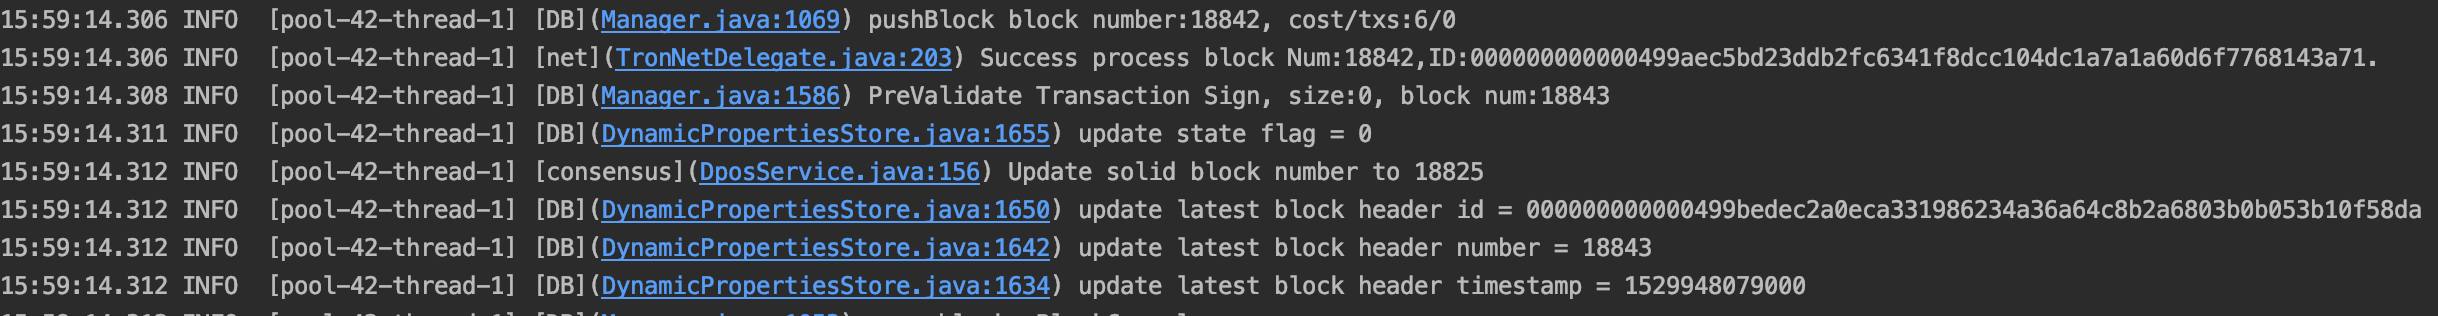 15:59:14.306 INFO  [pool-42-thread-1] [DB](Manager.java:1069) pushBlock block number:18842, cost/txs:6/0
15:59:14.306 INFO  [pool-42-thread-1] [net](TronNetDelegate.java:203) Success process block Num:18842,ID:000000000000499aec5bd23ddb2fc6341f8dcc104dc1a7a1a60d6f7768143a71.
15:59:14.308 INFO  [pool-42-thread-1] [DB](Manager.java:1586) PreValidate Transaction Sign, size:0, block num:18843
15:59:14.311 INFO  [pool-42-thread-1] [DB](DynamicPropertiesStore.java:1655) update state flag = 0
15:59:14.312 INFO  [pool-42-thread-1] [consensus](DposService.java:156) Update solid block number to 18825
15:59:14.312 INFO  [pool-42-thread-1] [DB](DynamicPropertiesStore.java:1650) update latest block header id = 000000000000499bedec2a0eca331986234a36a64c8b2a6803b0b053b10f58da
15:59:14.312 INFO  [pool-42-thread-1] [DB](DynamicPropertiesStore.java:1642) update latest block header number = 18843
15:59:14.312 INFO  [pool-42-thread-1] [DB](DynamicPropertiesStore.java:1634) update latest block header timestamp = 1529948079000